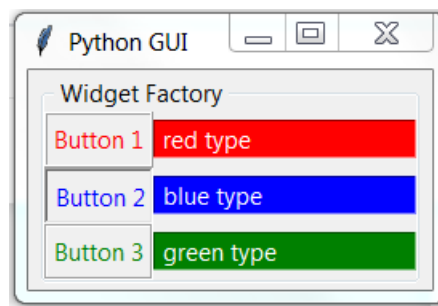 Python GUI
Widget Factory
Button 1 red type
Button 2 blue type
Button 3 green type